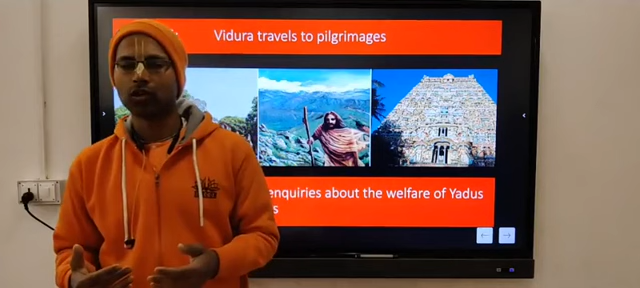 Vidura travels to pilgrimages
enquiries about the welfare of Yadus